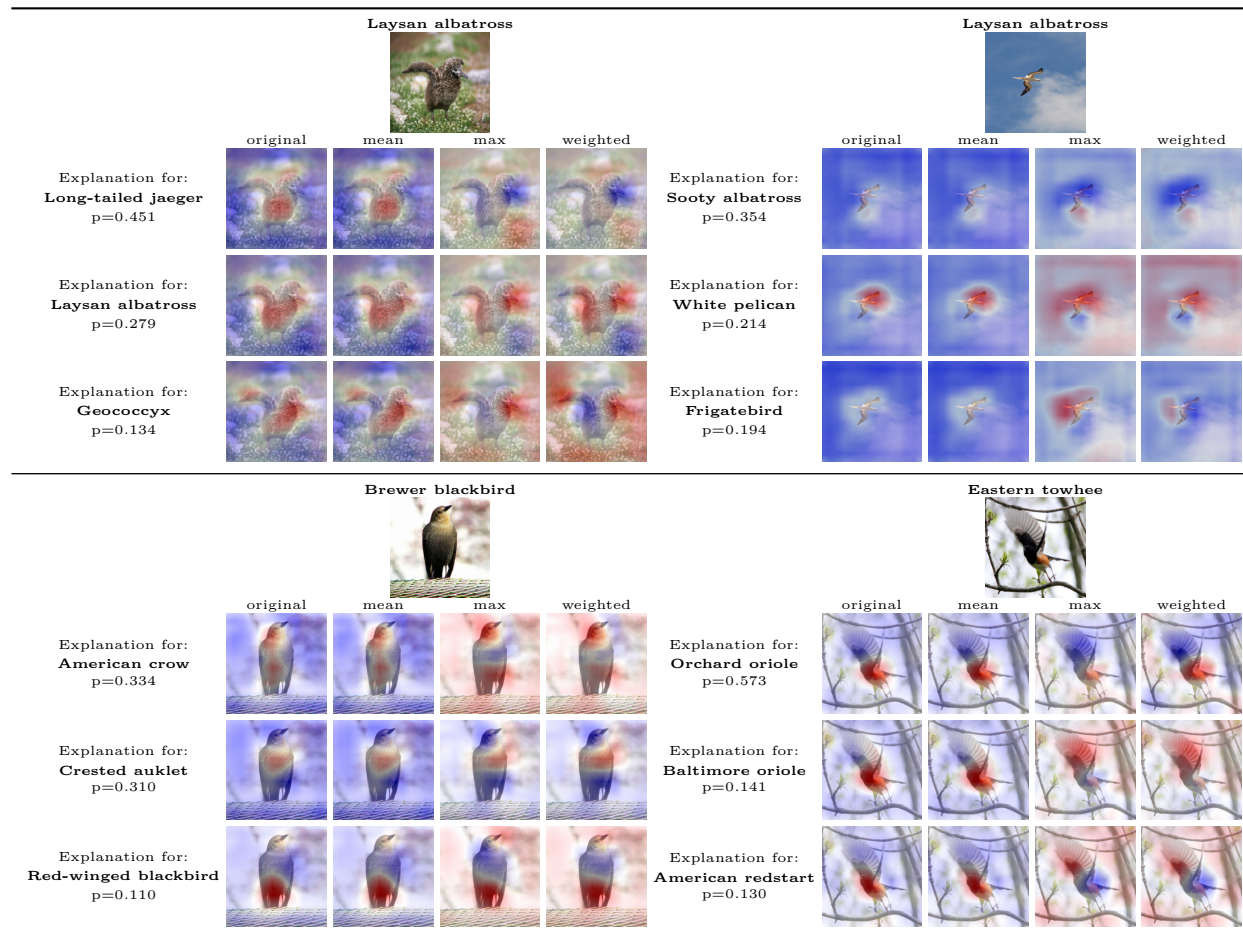 Laysan albatross
original mean max weighted
Explanation for:
Long-tailed jaeger
p=0.451
Explanation for:
Laysan albatross
p=0.279
Explanation for:
Geococcyx
p=0.134
Laysan albatross
original mean max weighted
Explanation for:
Sooty albatross
p=0.354
Explanation for:
White pelican
p=0.214
Explanation for:
Frigatebird
p=0.194
Brewer blackbird
original mean max weighted
Explanation for:
American crow
p=0.334
Explanation for:
Crested auklet
p=0.310
Explanation for:
Red-winged blackbird
p=0.110
Eastern towhee
original mean max weighted
Explanation for:
Orchard oriole
p=0.573
Explanation for:
Baltimore oriole
p=0.141
Explanation for:
American redstart
p=0.130